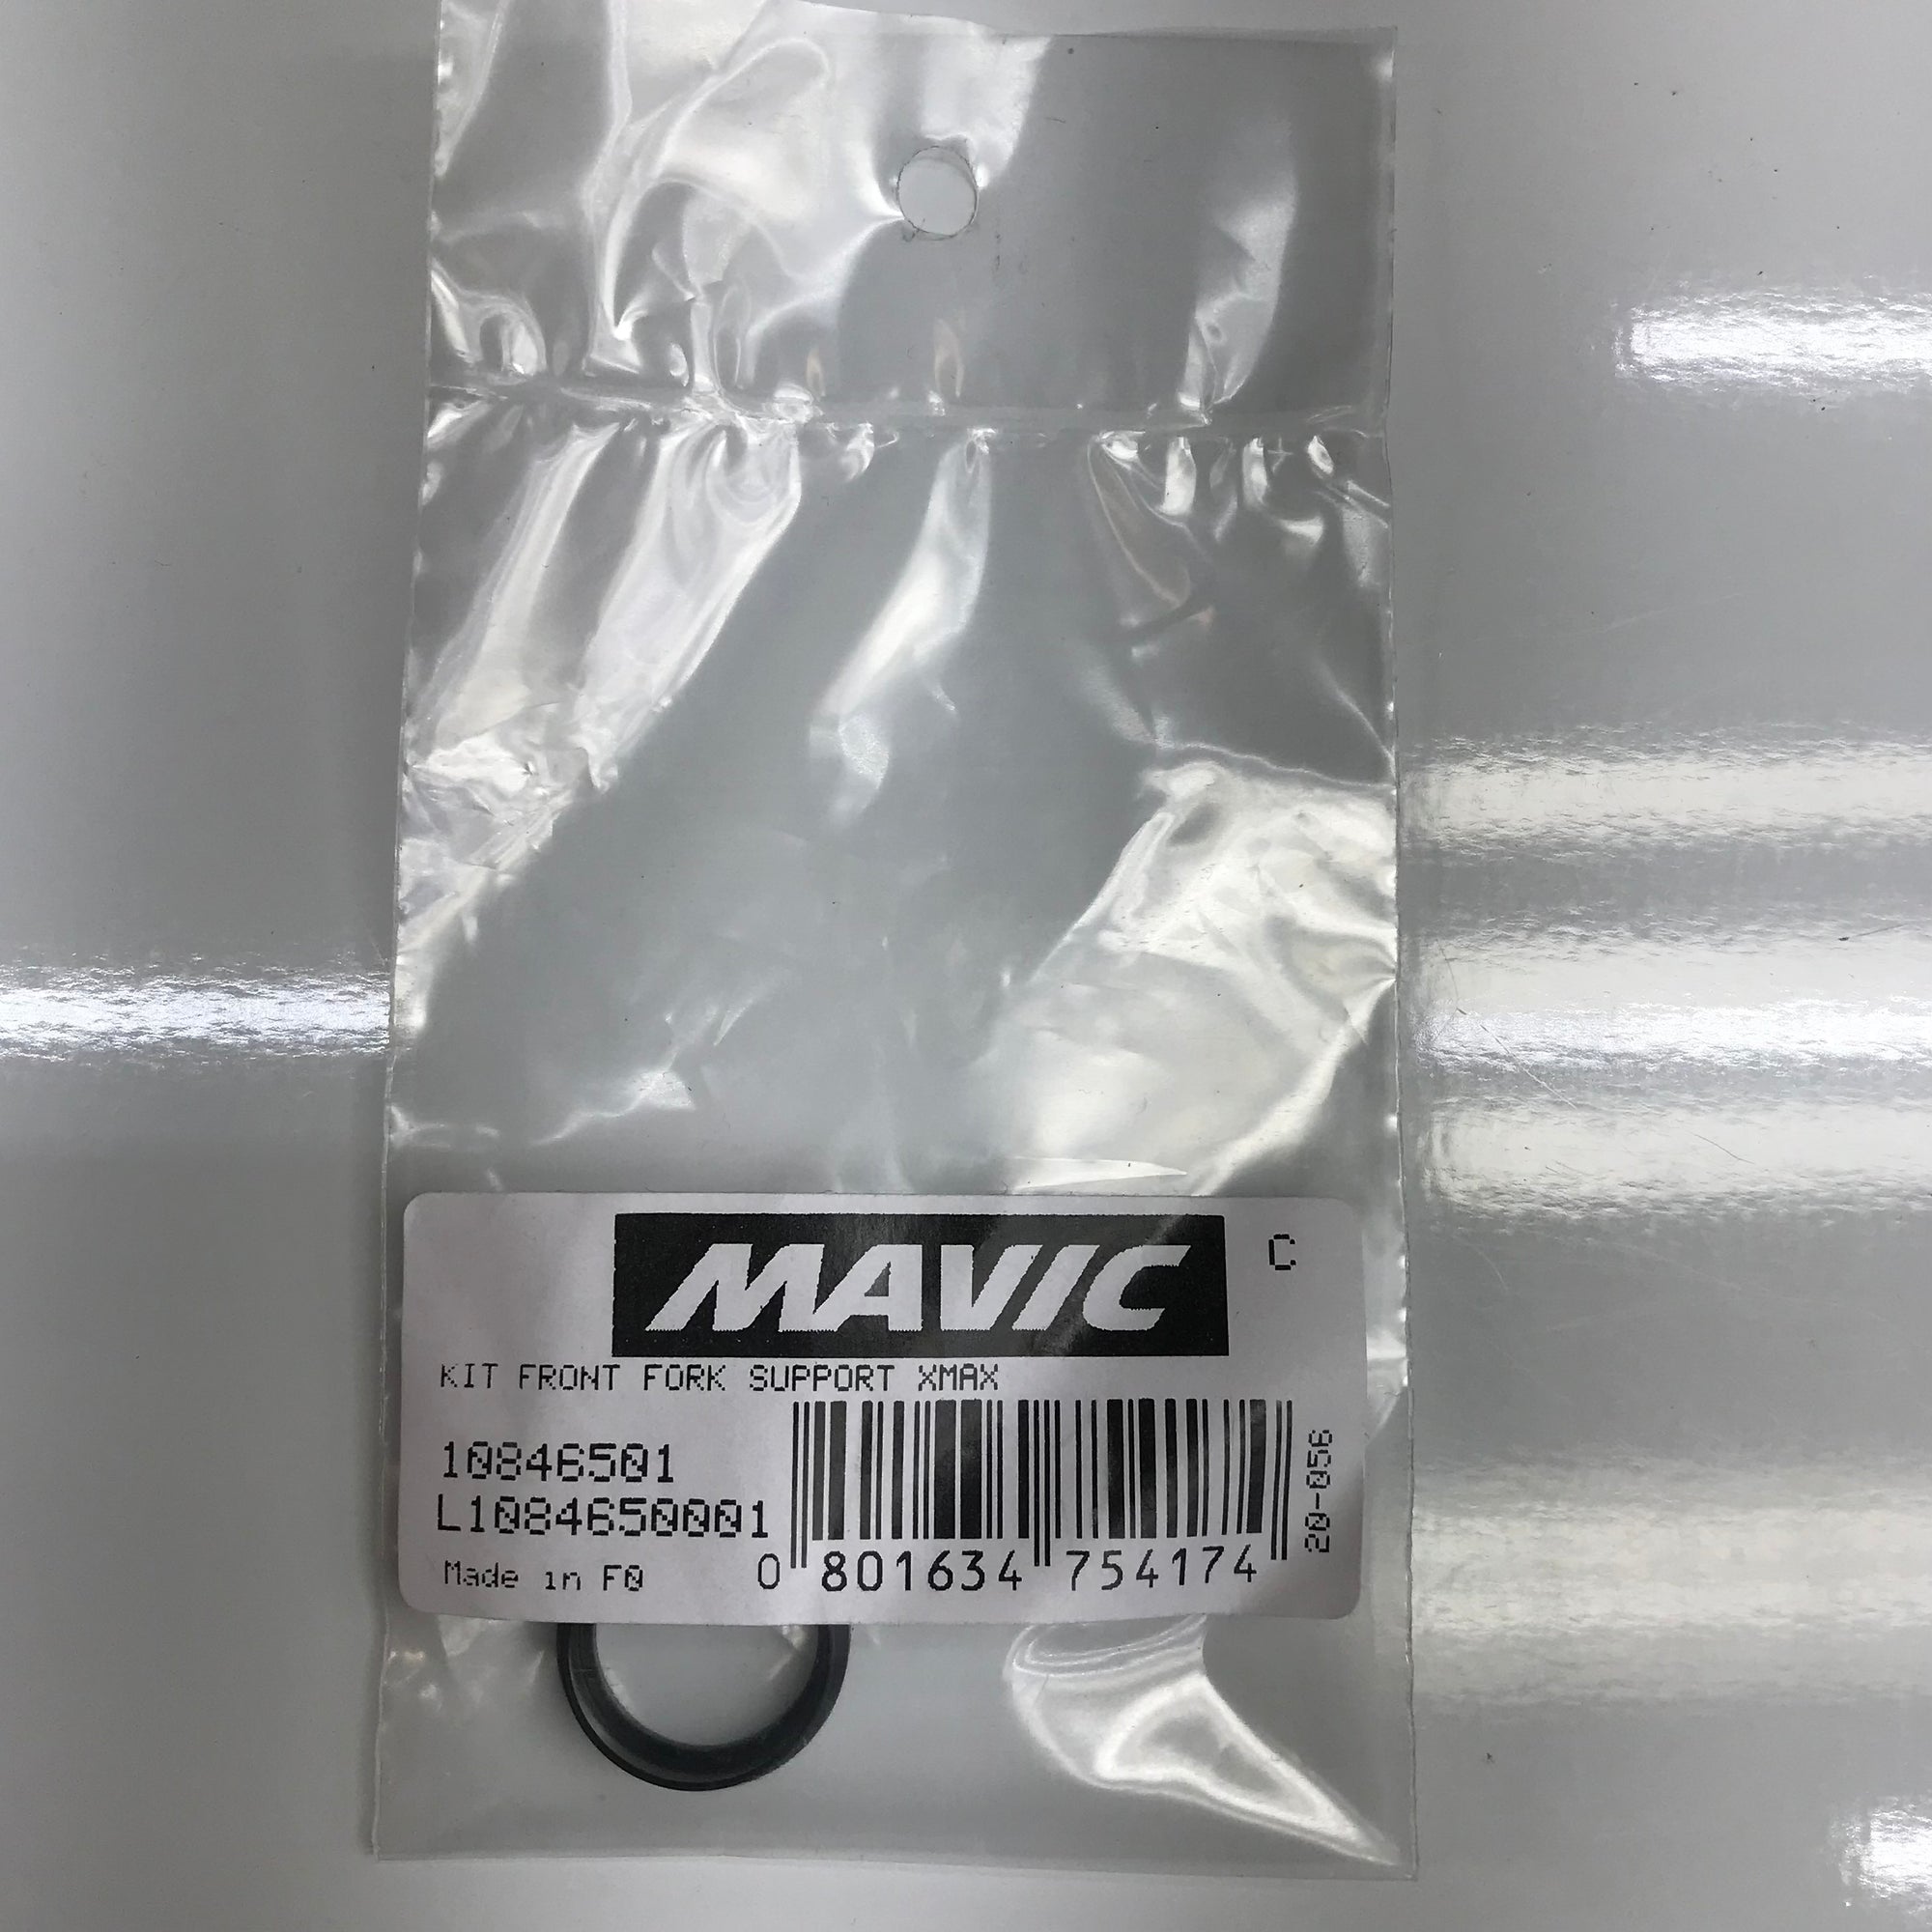 MAVIC
C
KIT FRONT FORK SUPPORT XMAX
10846501
L1084650001
Made in F0
0 801634 754174
20-056